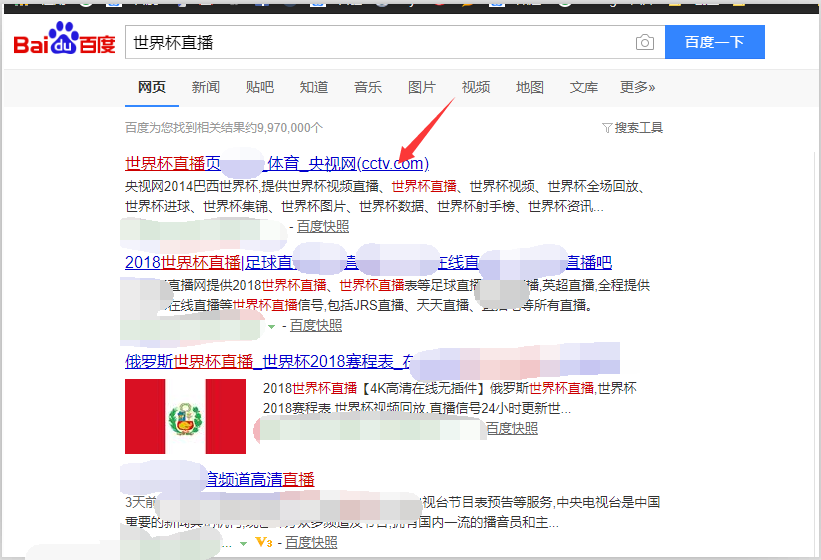 Bai du 百度
世界杯直播
百度一下
网页 新闻 贴吧 知道 音乐 图片 视频 地图 文库 更多»
百度为您找到相关结果约9,970,000个
搜索工具
世界杯直播页 _体育_央视网(cctv.com)
央视网2014巴西世界杯,提供世界杯视频直播、世界杯直播、世界杯视频、世界杯全场回放、
世界杯进球、世界杯集锦、世界杯图片、世界杯数据、世界杯射手榜、世界杯资讯...
- 百度快照
2018世界杯直播|足球直 在线直 直播吧
直播网提供2018世界杯直播、世界杯直播表等足球直 播,英超直播,全程提供
在线直播等世界杯直播信号,包括JRS直播、天天直播、 等所有直播。
- 百度快照
俄罗斯世界杯直播_世界杯2018赛程表_在
2018世界杯直播【4K高清在线无插件】俄罗斯世界杯直播,世界杯
2018赛程表,世界杯视频回放,直播信号24小时更新世...
百度快照
育频道高清直播
3天前 电视台节目表预告等服务,中央电视台是中国
重要的新闻 众多频道及节目,拥有国内一流的播音员和主...
... V3 - 百度快照